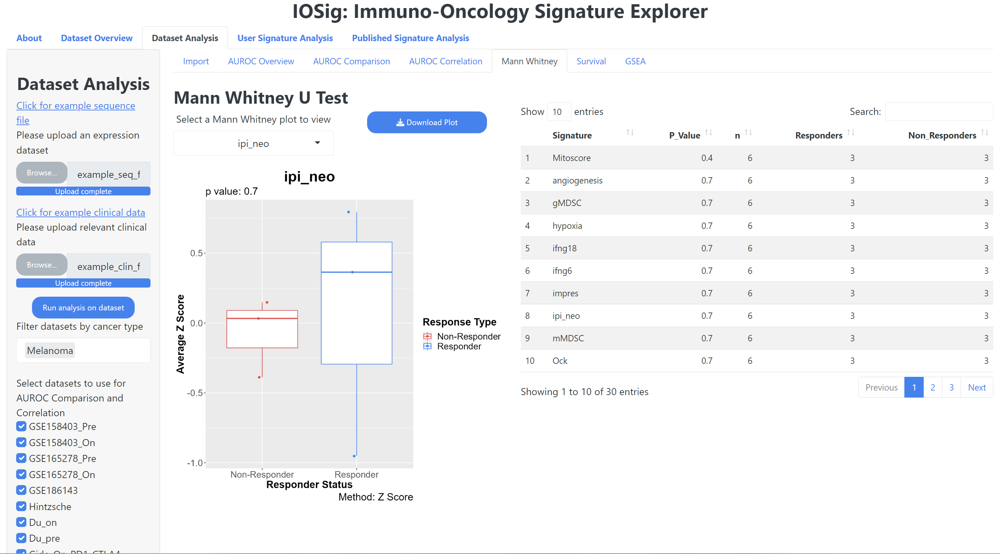 IOSig: Immuno-Oncology Signature Explorer
About Dataset Overview Dataset Analysis User Signature Analysis Published Signature Analysis
Import AUROC Overview AUROC Comparison AUROC Correlation Mann Whitney Survival GSEA
Dataset Analysis
Click for example sequence
file
Please upload an expression
dataset
Browse... example_seq_f
Upload complete
Click for example clinical data
Please upload relevant clinical
data
Browse... example_clin_f
Upload complete
Run analysis on dataset
Filter datasets by cancer type
Melanoma
Select datasets to use for
AUROC Comparison and
Correlation
GSE158403_Pre
GSE158403_On
GSE165278_Pre
GSE165278_On
GSE186143
Hintzsche
Du_on
Du_pre
Mann Whitney U Test
Select a Mann Whitney plot to view
Download Plot
ipi_neo
ipi_neo
p value: 0.7
Average Z Score
0.5
0.0
-0.5
-1.0
Non-Responder Responder
Responder Status
Method: Z Score
Response Type
Non-Responder
Responder
Show 10 entries Search:
Signature P_Value n Responders Non_Responders
1 Mitoscore 0.4 6 3 3
2 angiogenesis 0.7 6 3 3
3 gMDSC 0.7 6 3 3
4 hypoxia 0.7 6 3 3
5 ifng18 0.7 6 3 3
6 ifng6 0.7 6 3 3
7 impres 0.7 6 3 3
8 ipi_neo 0.7 6 3 3
9 mMDSC 0.7 6 3 3
10 Ock 0.7 6 3 3
Showing 1 to 10 of 30 entries
Previous 1 2 3 Next